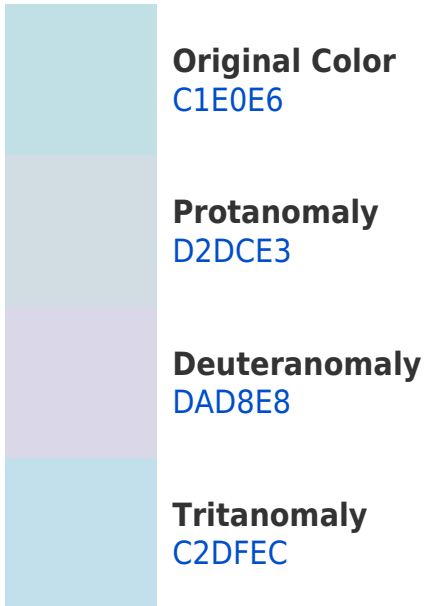 Original Color
C1E0E6
Protanomaly
D2DCE3
Deuteranomaly
DAD8E8
Tritanomaly
C2DFEC